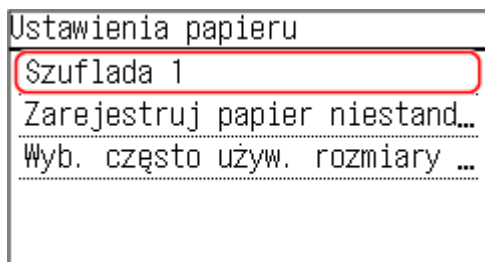 Ustawienia papieru
Szuflada 1
Zarejestruj papier niestand…
Wyb. często używ. rozmiary …